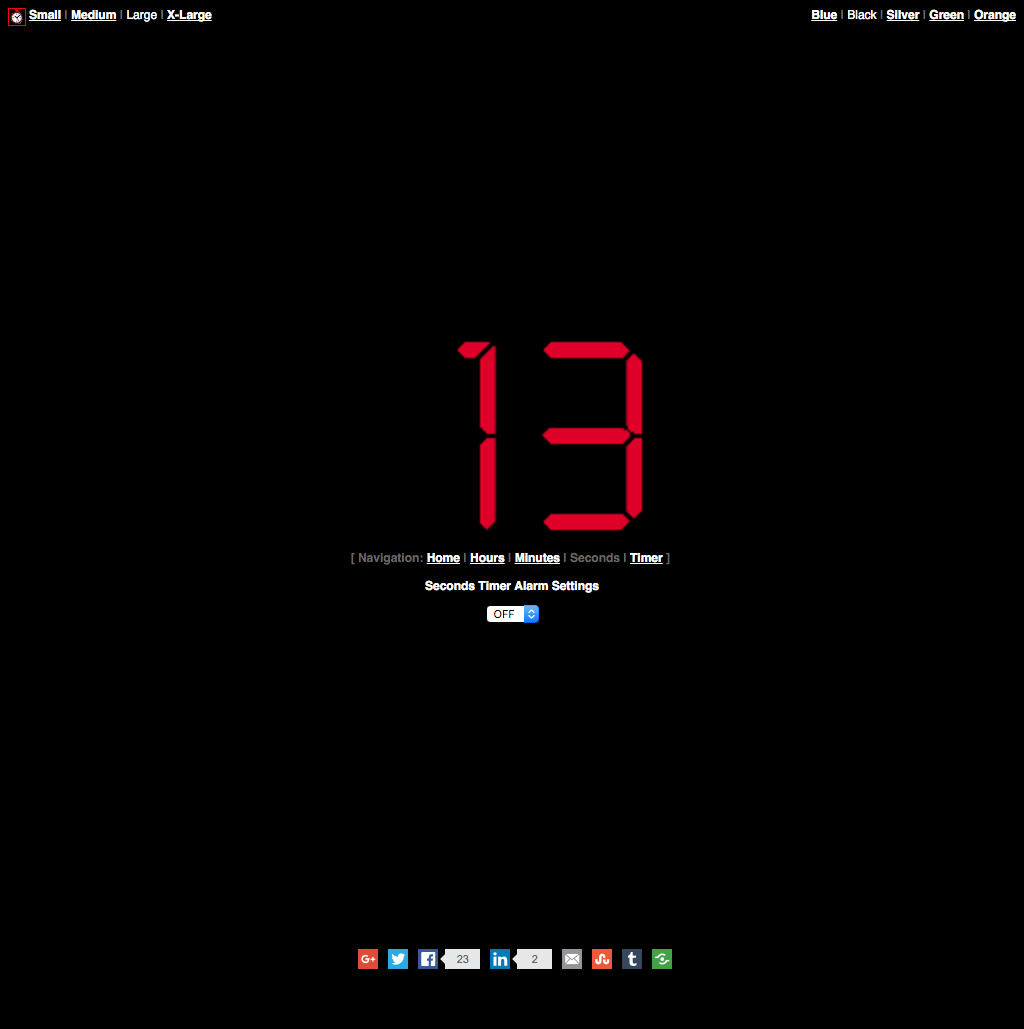 Small | Medium | Large | X-Large
Blue | Black | Silver | Green | Orange
13
[ Navigation: Home | Hours | Minutes | Seconds | Timer ]
Seconds Timer Alarm Settings
OFF
G+ f 23 in 2 t